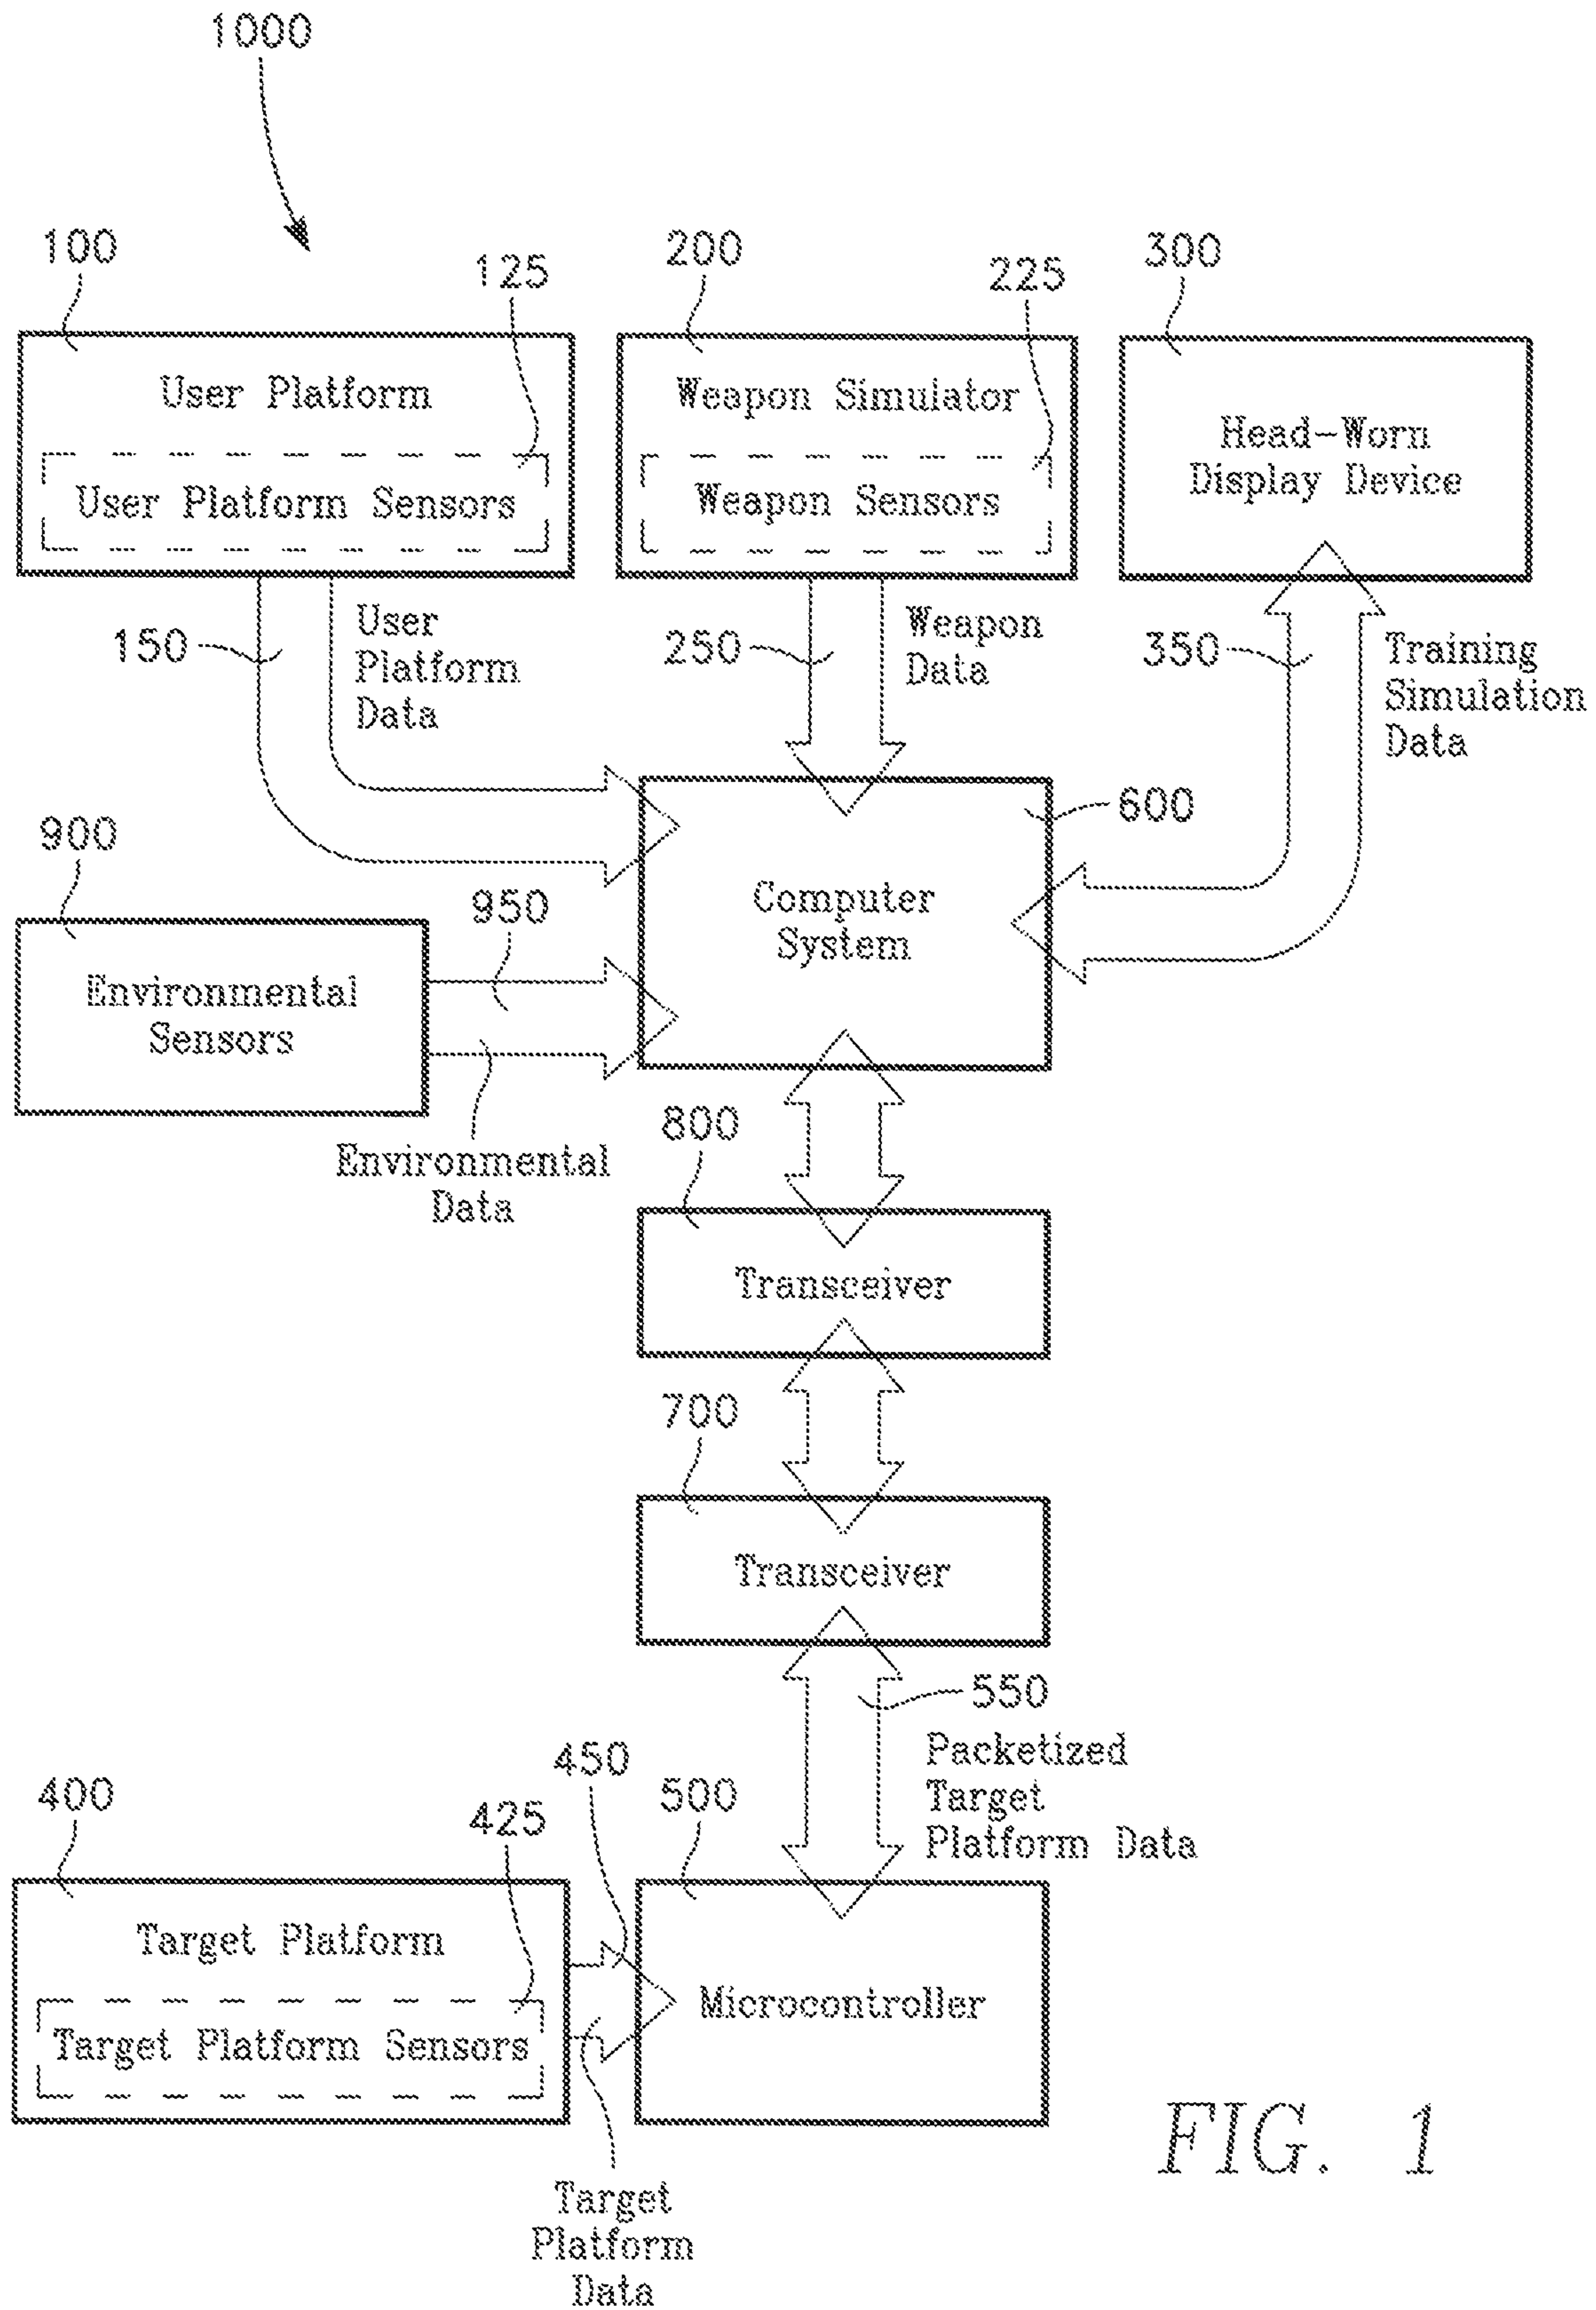 1000
100
125
200
225
300
User Platform
User Platform Sensors
Weapon Simulator
Weapon Sensors
Head-Worn
Display Device
150
User
Platform
Data
250
Weapon
Data
350
Training
Simulation
Data
600
900
950
Computer
System
Environmental
Sensors
Environmental
Data
800
Transceiver
700
Transceiver
550
Packetized
Target
Platform Data
400
425
450
500
Target Platform
Target Platform Sensors
Microcontroller
Target
Platform
Data
FIG. 1